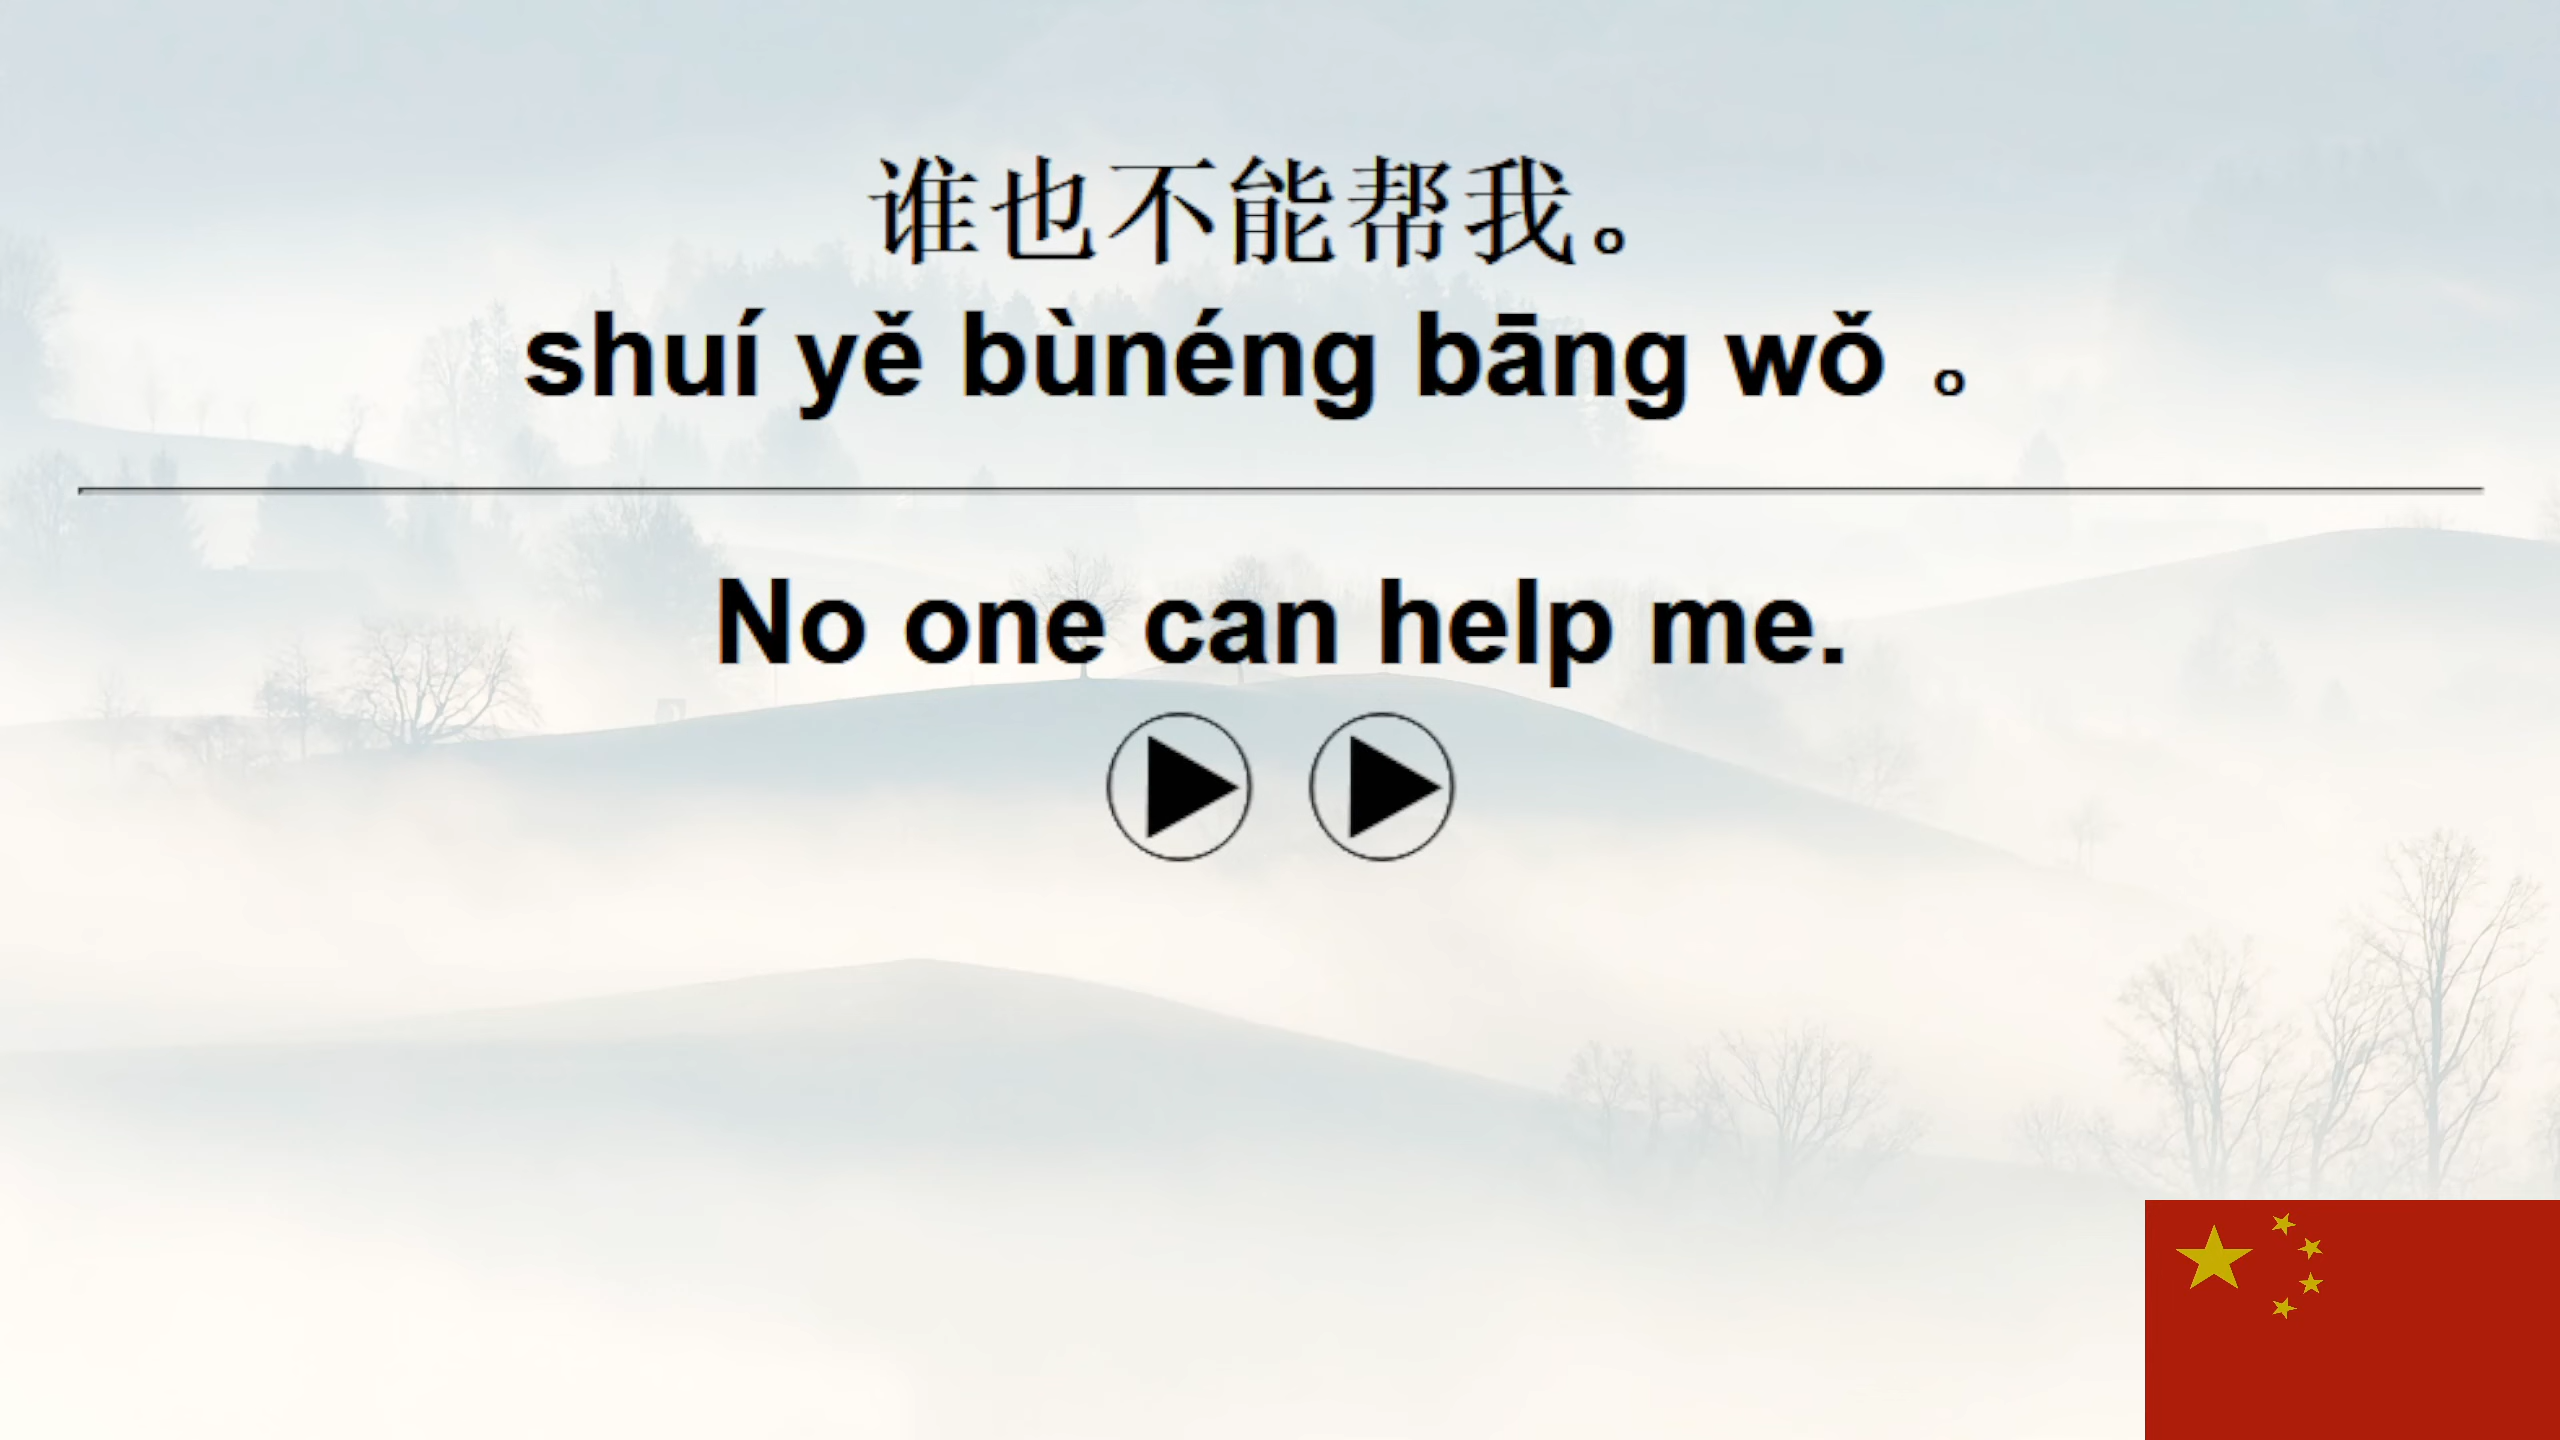 谁也不能帮我。
shuí yě bùnéng bāng wǒ 。
No one can help me.